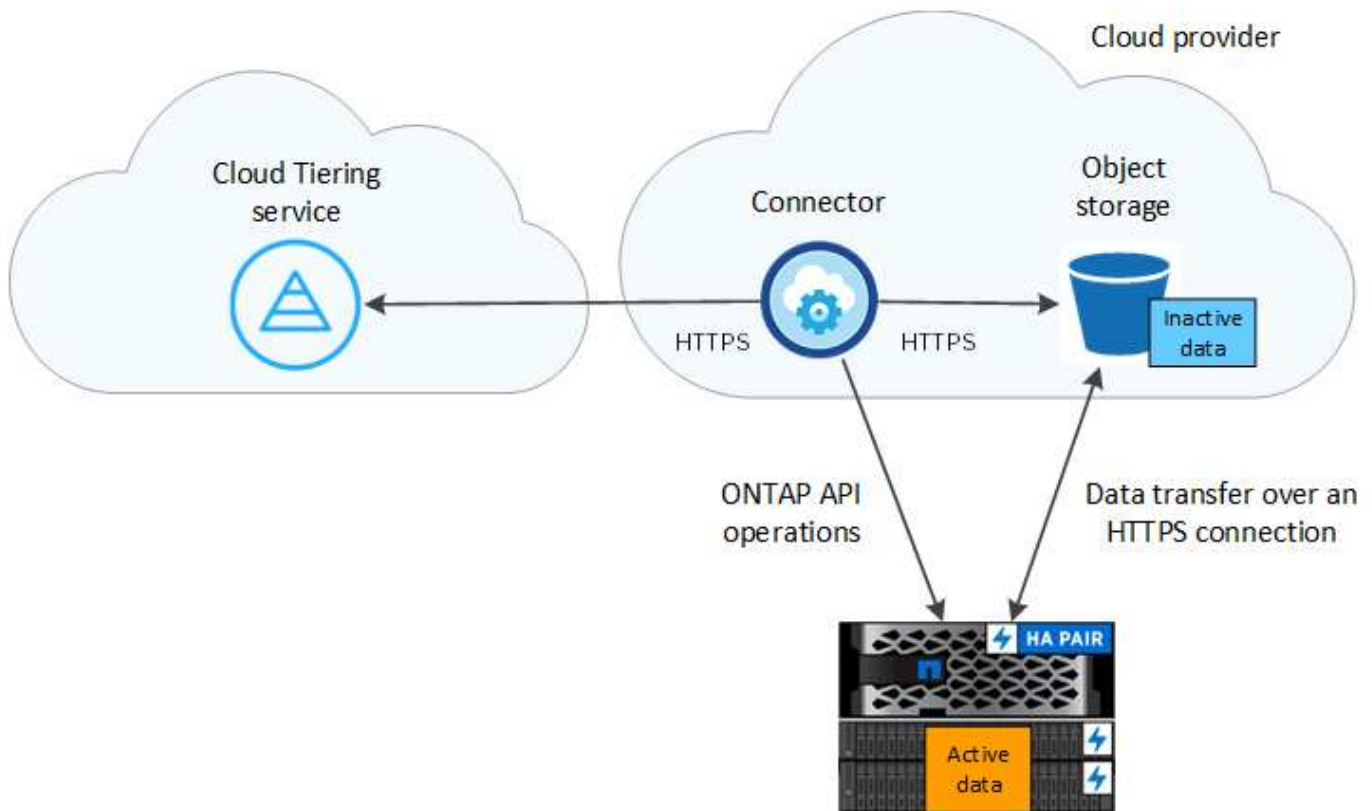 Cloud provider
Cloud Tiering
service
Connector
Object
storage
HTTPS
HTTPS
Inactive
data
ONTAP API
operations
Data transfer over an
HTTPS connection
HA PAIR
Active
data